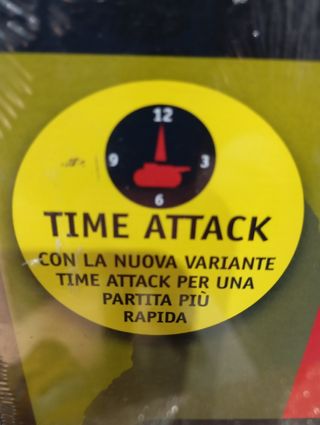 12
9 3
6
TIME ATTACK
CON LA NUOVA VARIANTE
TIME ATTACK PER UNA
PARTITA PIÙ
RAPIDA